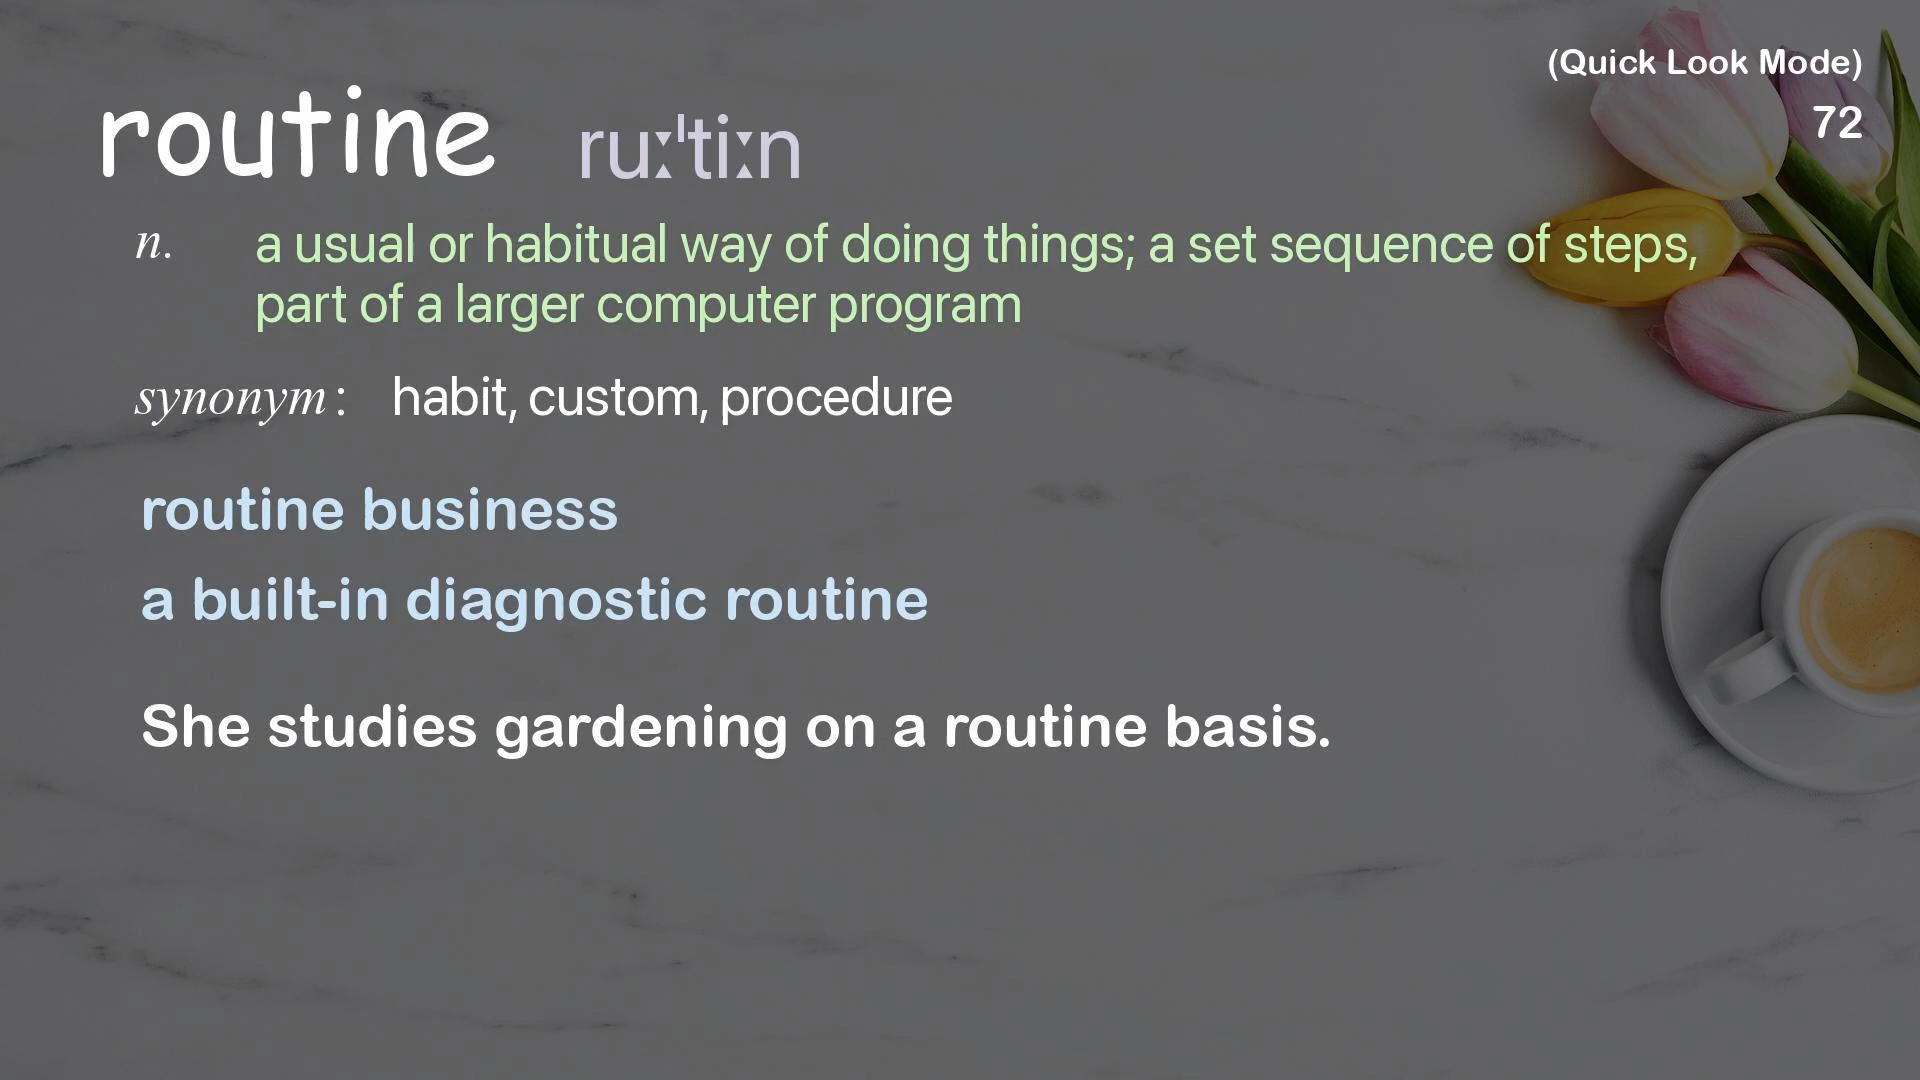 (Quick Look Mode)
72
routine ruːˈtiːn
n. a usual or habitual way of doing things; a set sequence of steps,
part of a larger computer program
synonym: habit, custom, procedure
routine business
a built-in diagnostic routine
She studies gardening on a routine basis.